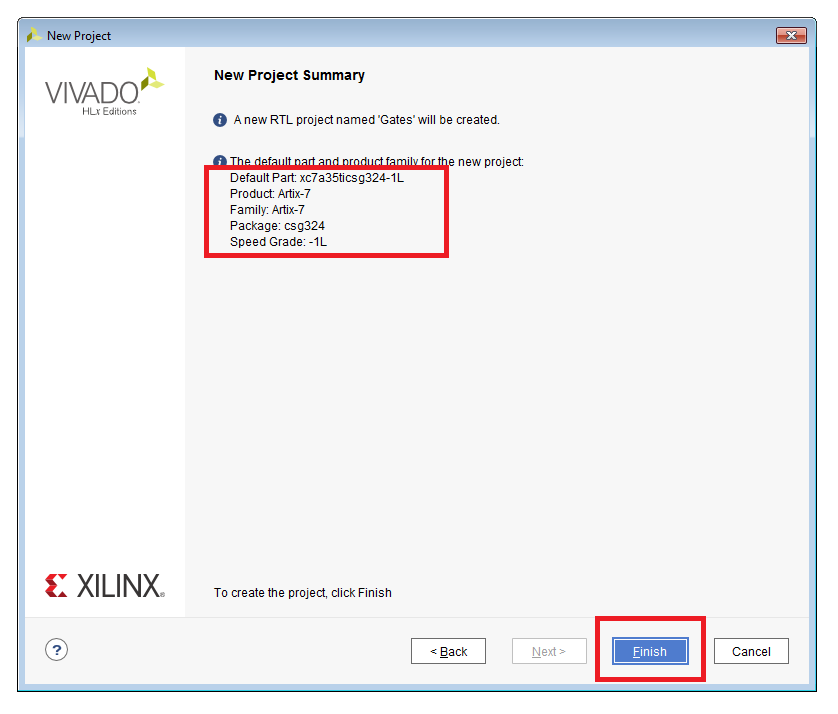 New Project
VIVADO.
HLx Editions
New Project Summary
A new RTL project named 'Gates' will be created.
The default part and product family for the new project:
Default Part: xc7a35ticsg324-1L
Product: Artix-7
Family: Artix-7
Package: csg324
Speed Grade: -1L
XILINX®
To create the project, click Finish
?
< Back
Next >
Finish
Cancel